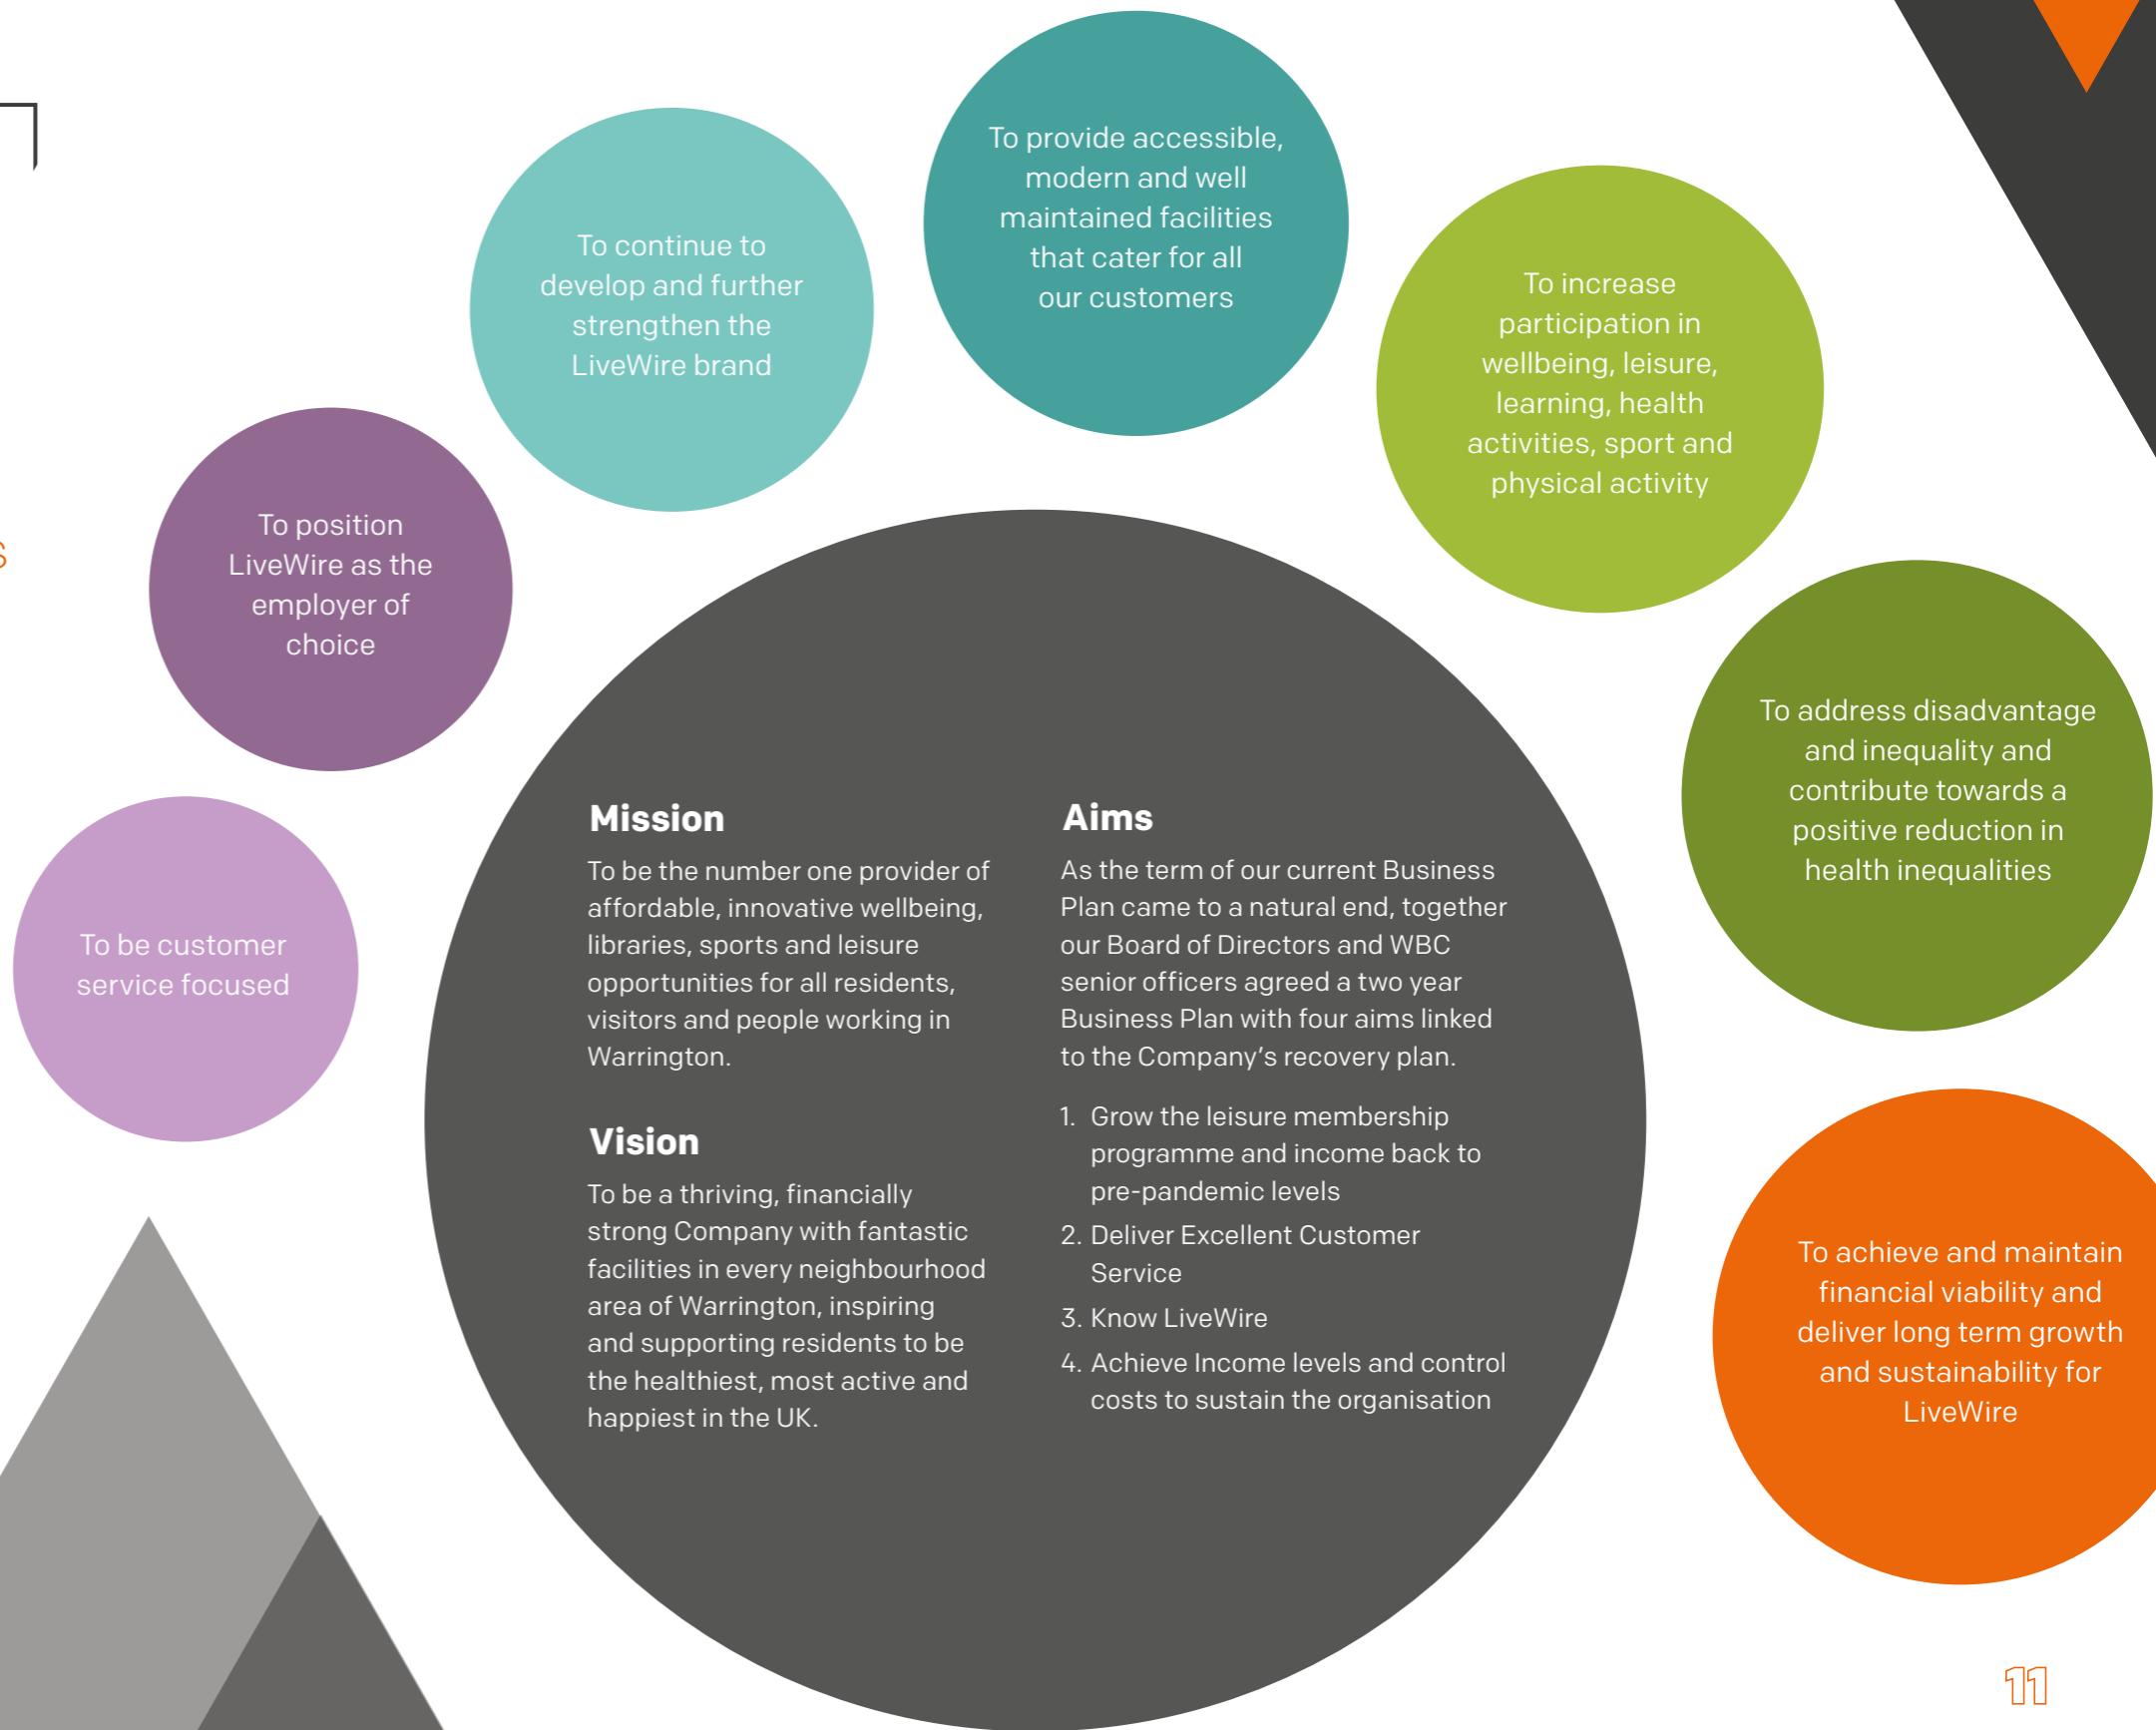 To provide accessible,
modern and well
maintained facilities
that cater for all
our customers
To continue to
develop and further
strengthen the
LiveWire brand
To increase
participation in
wellbeing, leisure,
learning, health
activities, sport and
physical activity
To position
LiveWire as the
employer of
choice
To address disadvantage
and inequality and
contribute towards a
positive reduction in
health inequalities
To be customer
service focused
Mission
To be the number one provider of
affordable, innovative wellbeing,
libraries, sports and leisure
opportunities for all residents,
visitors and people working in
Warrington.
Vision
To be a thriving, financially
strong Company with fantastic
facilities in every neighbourhood
area of Warrington, inspiring
and supporting residents to be
the healthiest, most active and
happiest in the UK.
Aims
As the term of our current Business
Plan came to a natural end, together
our Board of Directors and WBC
senior officers agreed a two year
Business Plan with four aims linked
to the Company's recovery plan.
1. Grow the leisure membership
programme and income back to
pre-pandemic levels
2. Deliver Excellent Customer
Service
3. Know LiveWire
4. Achieve Income levels and control
costs to sustain the organisation
To achieve and maintain
financial viability and
deliver long term growth
and sustainability for
LiveWire
11